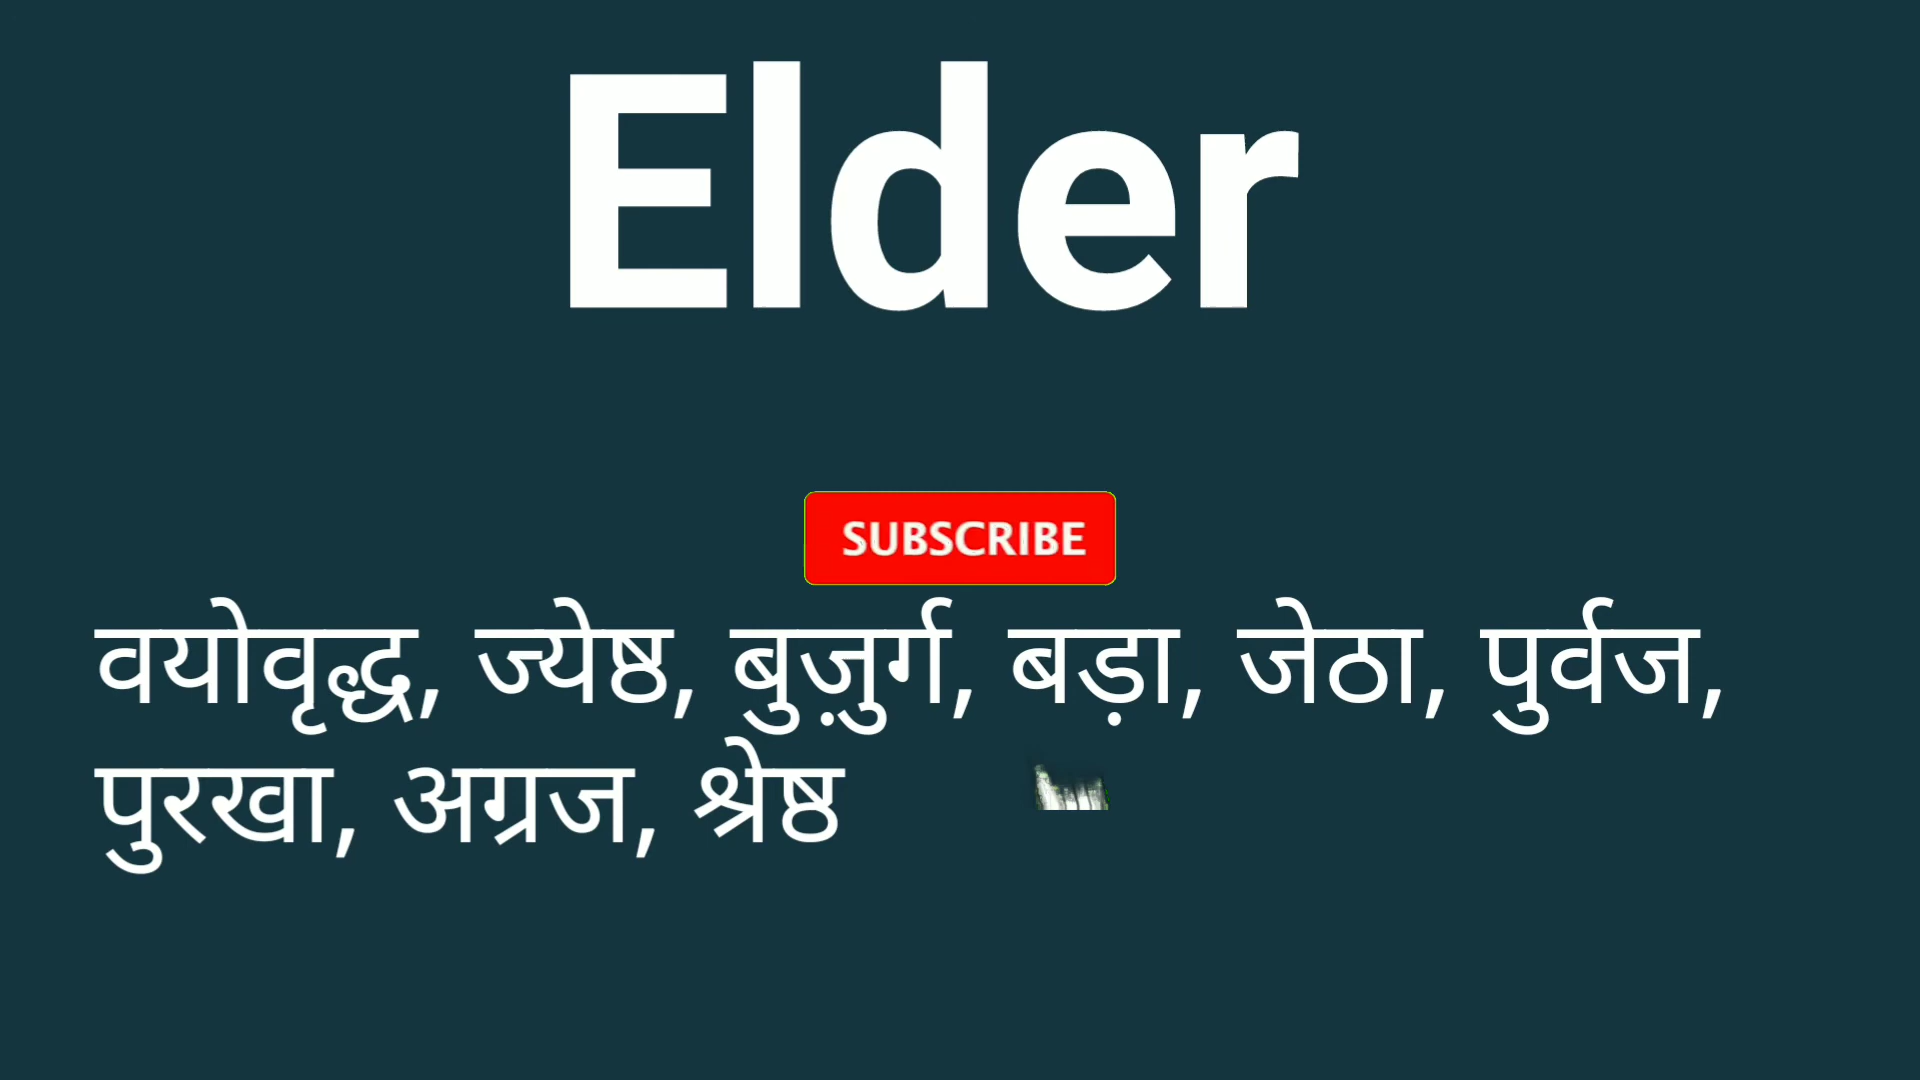 Elder
SUBSCRIBE
वयोवृद्ध, ज्येष्ठ, बुज़ुर्ग, बड़ा, जेठा, पुर्वज,
पुरखा, अग्रज, श्रेष्ठ